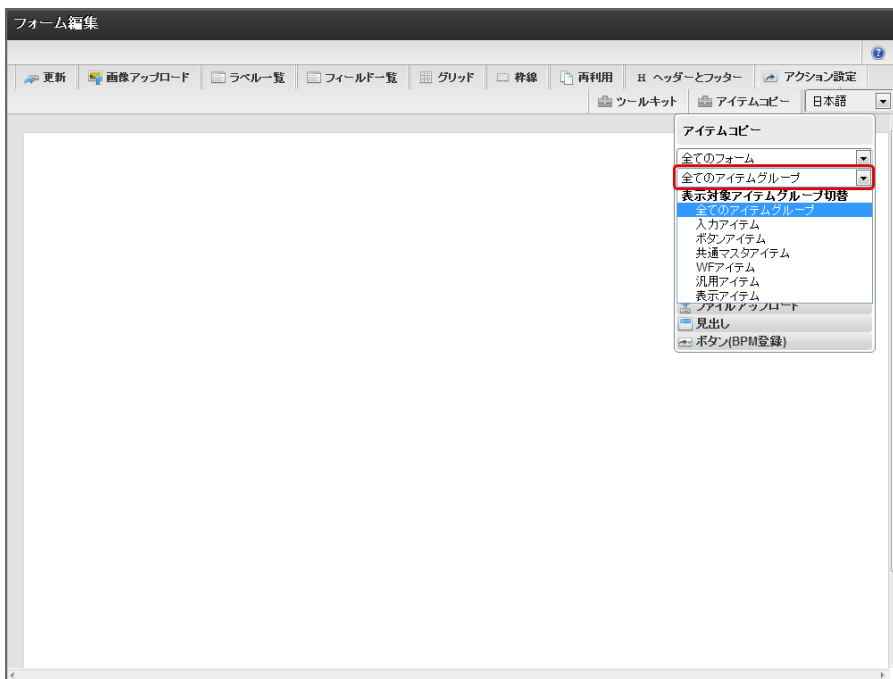 フォーム編集
更新 画像アップロード ラベル一覧 フィールド一覧 グリッド 枠線 再利用 H ヘッダーとフッター アクション設定
ツールキット アイテムコピー 日本語
アイテムコピー
全てのフォーム
全てのアイテムグループ
表示対象アイテムグループ切替
全てのアイテムグループ
入力アイテム
ボタンアイテム
共通マスタアイテム
WFアイテム
汎用アイテム
表示アイテム
ファイルアップロード
見出し
ボタン(BPM登録)